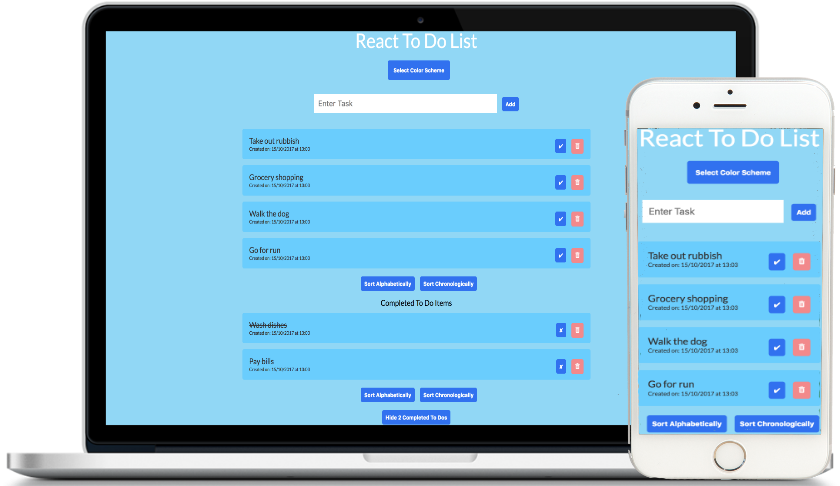 React To Do List
Select Color Scheme
Enter Task
Add
Take out rubbish
Created on: 15/10/2017 at 13:03
Grocery shopping
Created on: 15/10/2017 at 13:03
Walk the dog
Created on: 15/10/2017 at 13:03
Go for run
Created on: 15/10/2017 at 13:03
Sort Alphabetically Sort Chronologically
Completed To Do Items
Wash dishes
Created on: 15/10/2017 at 13:03
Pay bills
Created on: 15/10/2017 at 13:03
Sort Alphabetically Sort Chronologically
Hide 2 Completed To Dos
React To Do List
Select Color Scheme
Enter Task
Add
Take out rubbish
Created on: 15/10/2017 at 13:03
Grocery shopping
Created on: 15/10/2017 at 13:03
Walk the dog
Created on: 15/10/2017 at 13:03
Go for run
Created on: 15/10/2017 at 13:03
Sort Alphabetically Sort Chronologically